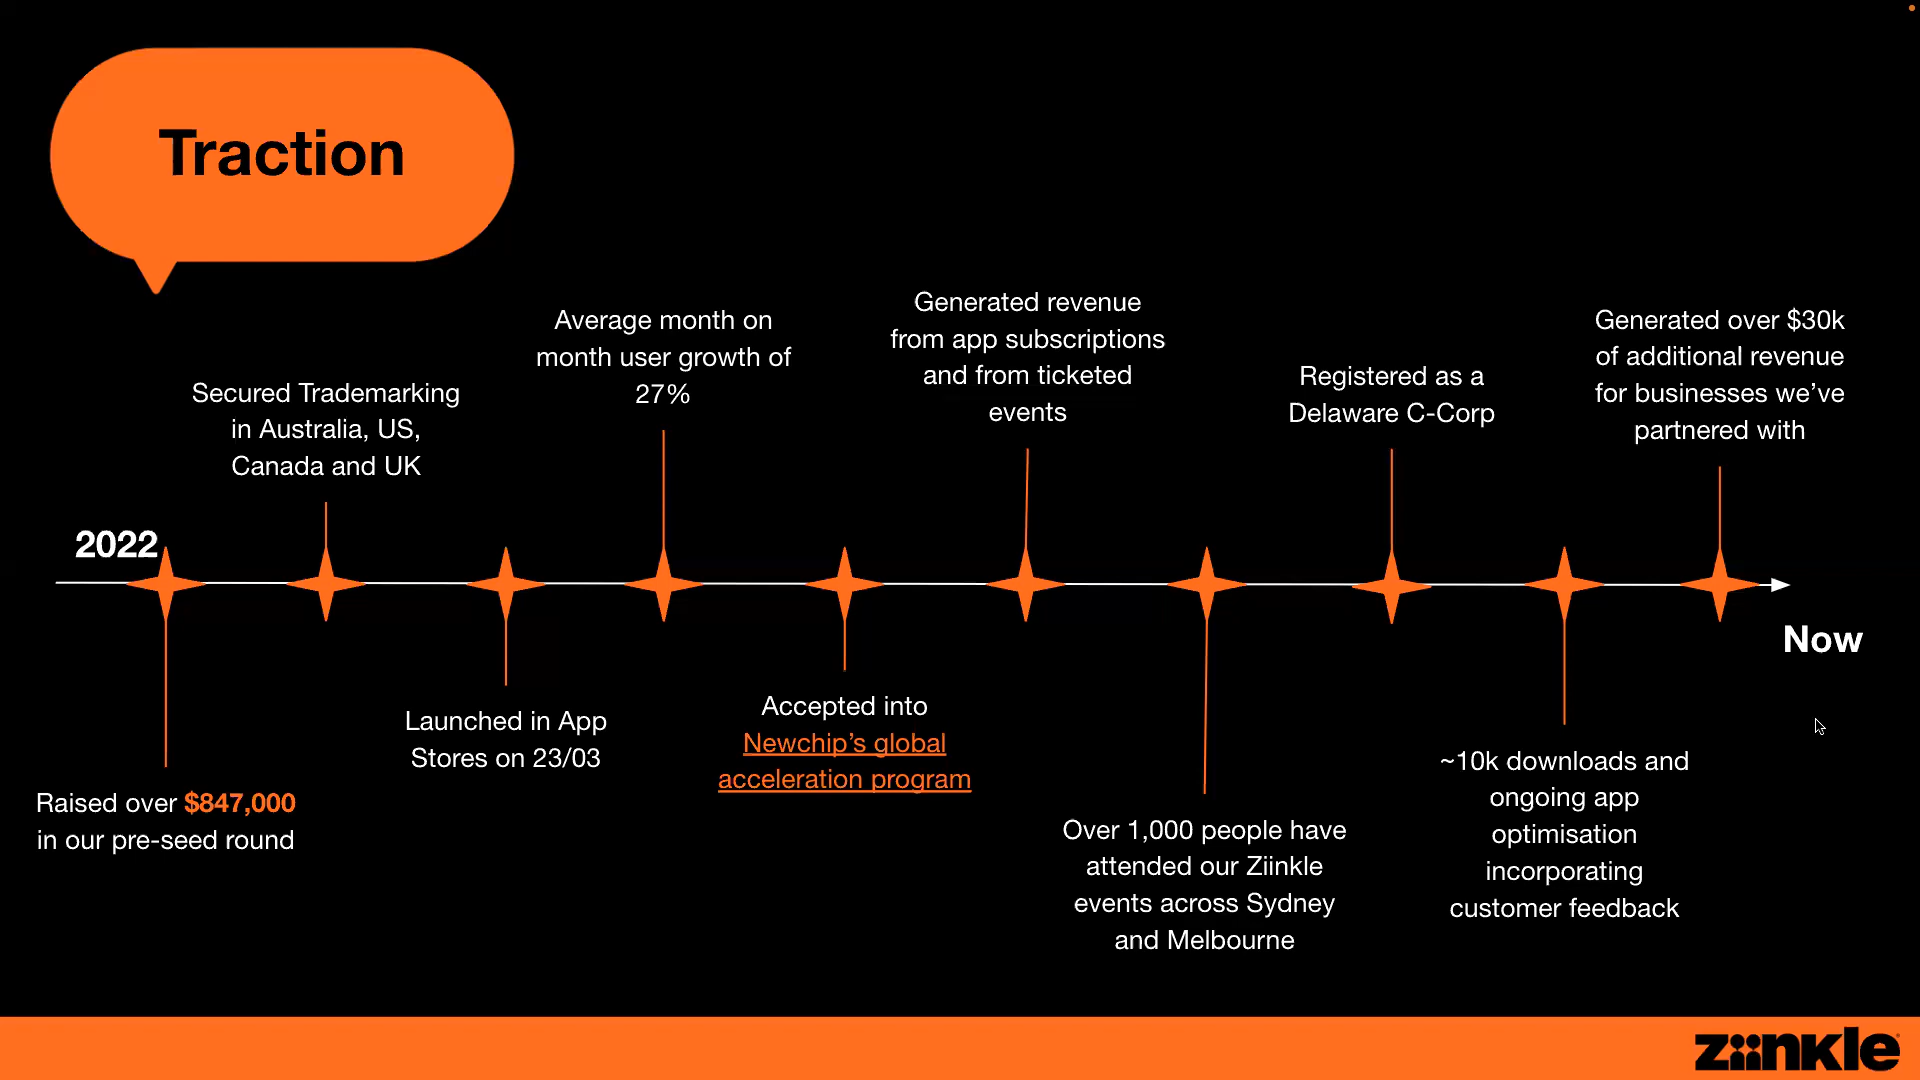 Traction
2022
Raised over $847,000
in our pre-seed round
Secured Trademarking
in Australia, US,
Canada and UK
Launched in App
Stores on 23/03
Average month on
month user growth of
27%
Accepted into
Newchip’s global
acceleration program
Generated revenue
from app subscriptions
and from ticketed
events
Over 1,000 people have
attended our Ziinkle
events across Sydney
and Melbourne
Registered as a
Delaware C-Corp
~10k downloads and
ongoing app
optimisation
incorporating
customer feedback
Generated over $30k
of additional revenue
for businesses we’ve
partnered with
Now
ziinkle